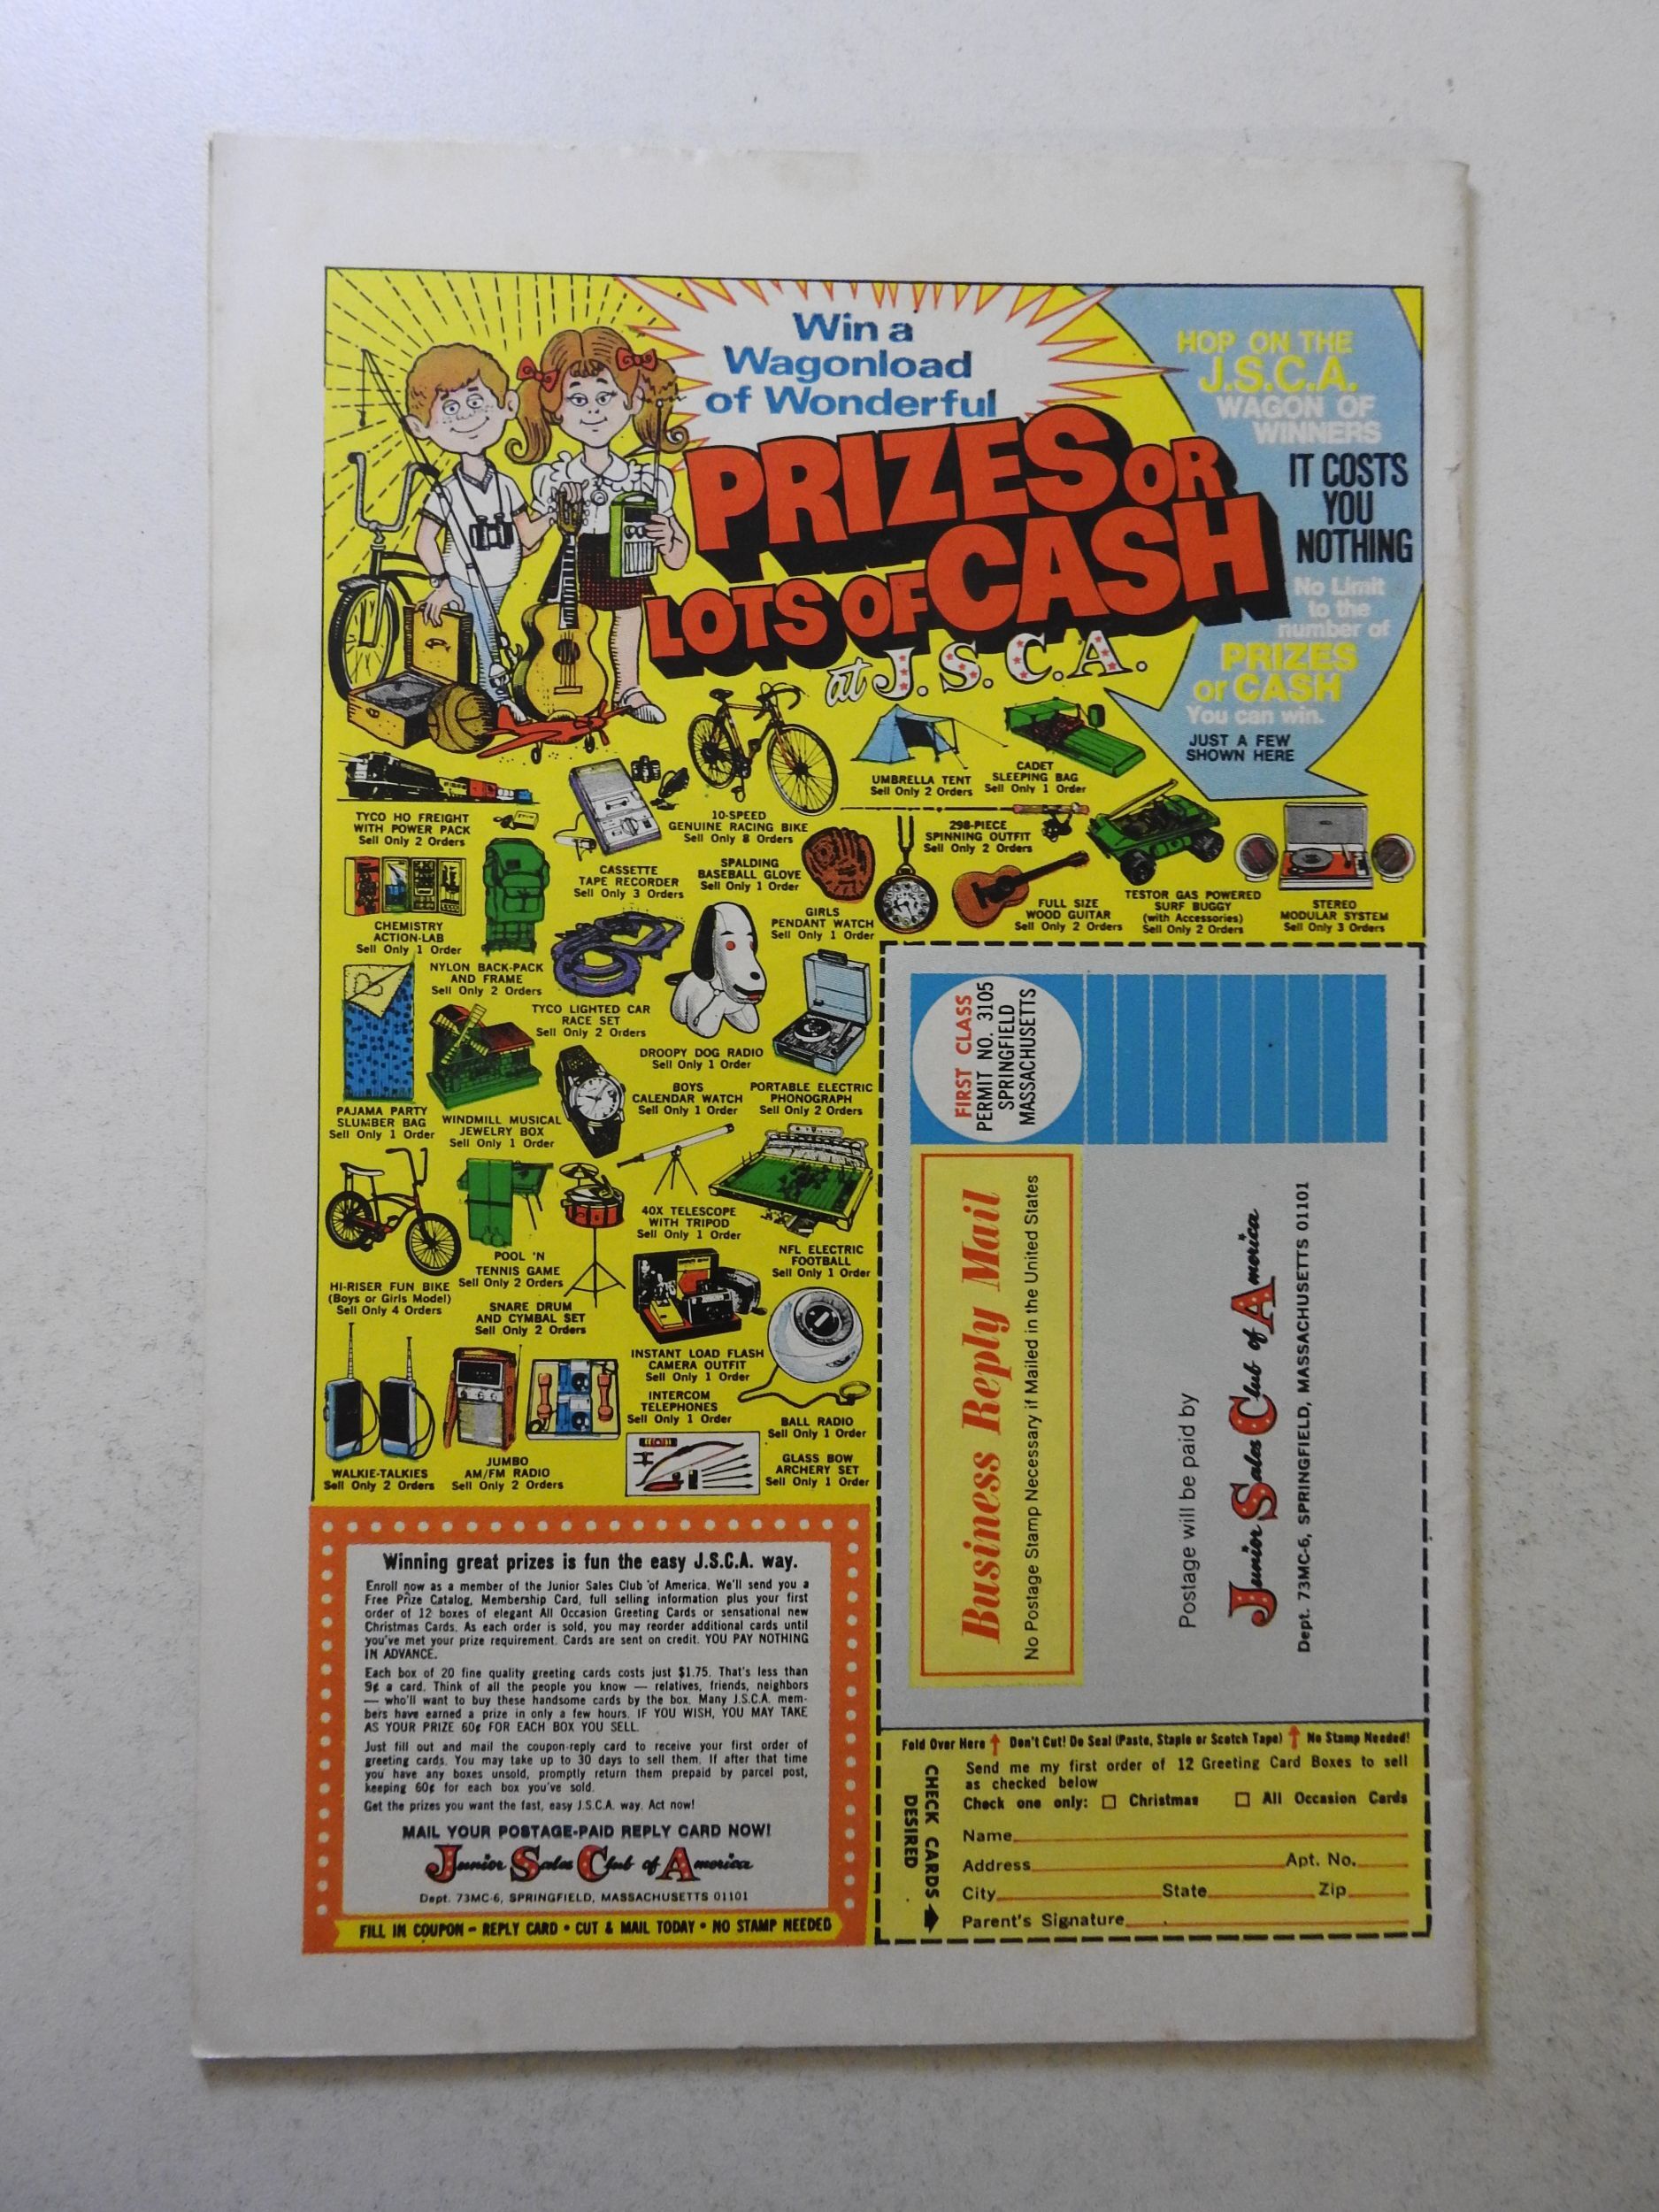 Win a
Wagonload
of Wonderful
PRIZES OR
LOTS OF CASH
at J.S.C.A.
HOP ON THE
J.S.C.A.
WAGON OF
WINNERS
IT COSTS
YOU
NOTHING
No Limit
to the
number of
PRIZES
or CASH
You can win.
JUST A FEW
SHOWN HERE
UMBRELLA TENT
Sell Only 2 Orders
CADET
SLEEPING BAG
Sell Only 1 Order
TYCO HO FREIGHT
WITH POWER PACK
Sell Only 2 Orders
10-SPEED
GENUINE RACING BIKE
Sell Only 8 Orders
298-PIECE
SPINNING OUTFIT
Sell Only 2 Orders
CASSETTE
TAPE RECORDER
Sell Only 3 Orders
SPALDING
BASEBALL GLOVE
Sell Only 1 Order
GIRLS
PENDANT WATCH
Sell Only 1 Order
FULL SIZE
WOOD GUITAR
Sell Only 2 Orders
TESTOR GAS POWERED
SURF BUGGY
(with Accessories)
Sell Only 2 Orders
STEREO
MODULAR SYSTEM
Sell Only 3 Orders
CHEMISTRY
ACTION-LAB
Sell Only 1 Order
NYLON BACK-PACK
AND FRAME
Sell Only 2 Orders
TYCO LIGHTED CAR
RACE SET
Sell Only 2 Orders
DROOPY DOG RADIO
Sell Only 1 Order
PAJAMA PARTY
SLUMBER BAG
Sell Only 1 Order
WINDMILL MUSICAL
JEWELRY BOX
Sell Only 1 Order
BOYS
CALENDAR WATCH
Sell Only 1 Order
PORTABLE ELECTRIC
PHONOGRAPH
Sell Only 2 Orders
40X TELESCOPE
WITH TRIPOD
Sell Only 1 Order
NFL ELECTRIC
FOOTBALL
Sell Only 1 Order
HI-RISER FUN BIKE
(Boys or Girls Model)
Sell Only 4 Orders
POOL 'N
TENNIS GAME
Sell Only 2 Orders
SNARE DRUM
AND CYMBAL SET
Sell Only 2 Orders
INSTANT LOAD FLASH
CAMERA OUTFIT
Sell Only 1 Order
INTERCOM
TELEPHONES
Sell Only 1 Order
BALL RADIO
Sell Only 1 Order
WALKIE-TALKIES
Sell Only 2 Orders
JUMBO
AM/FM RADIO
Sell Only 2 Orders
GLASS BOW
ARCHERY SET
Sell Only 1 Order
Winning great prizes is fun the easy J.S.C.A. way.
Enroll now as a member of the Junior Sales Club of America. We'll send you a
Free Prize Catalog, Membership Card, full selling information plus your first
order of 12 boxes of elegant All Occasion Greeting Cards or sensational new
Christmas Cards. As each order is sold, you may reorder additional cards until
you've met your prize requirement. Cards are sent on credit. YOU PAY NOTHING
IN ADVANCE.
Each box of 20 fine quality greeting cards costs just $1.75. That's less than
9¢ a card. Think of all the people you know — relatives, friends, neighbors
— who'll want to buy these handsome cards by the box. Many J.S.C.A. mem-
bers have earned a prize in only a few hours. IF YOU WISH, YOU MAY TAKE
AS YOUR PRIZE 60¢ FOR EACH BOX YOU SELL.
Just fill out and mail the coupon-reply card to receive your first order of
greeting cards. You may take up to 30 days to sell them. If after that time
you have any boxes unsold, promptly return them prepaid by parcel post,
keeping 60¢ for each box you've sold.
Get the prizes you want the fast, easy J.S.C.A. way. Act now!
MAIL YOUR POSTAGE-PAID REPLY CARD NOW!
Junior Sales Club of America
Dept. 73MC-6, SPRINGFIELD, MASSACHUSETTS 01101
FILL IN COUPON - REPLY CARD • CUT & MAIL TODAY • NO STAMP NEEDED
FIRST CLASS
PERMIT NO. 3105
SPRINGFIELD
MASSACHUSETTS
Business Reply Mail
No Postage Stamp Necessary if Mailed in the United States
Postage will be paid by
Junior Sales Club of America
Dept. 73MC-6, SPRINGFIELD, MASSACHUSETTS 01101
Fold Over Here ↑ Don't Cut! Do Seal (Paste, Staple or Scotch Tape) ↑ No Stamp Needed!
CHECK CARDS
DESIRED
Send me my first order of 12 Greeting Card Boxes to sell
as checked below
Check one only: □ Christmas □ All Occasion Cards
Name
Address Apt. No.
City State Zip
Parent's Signature